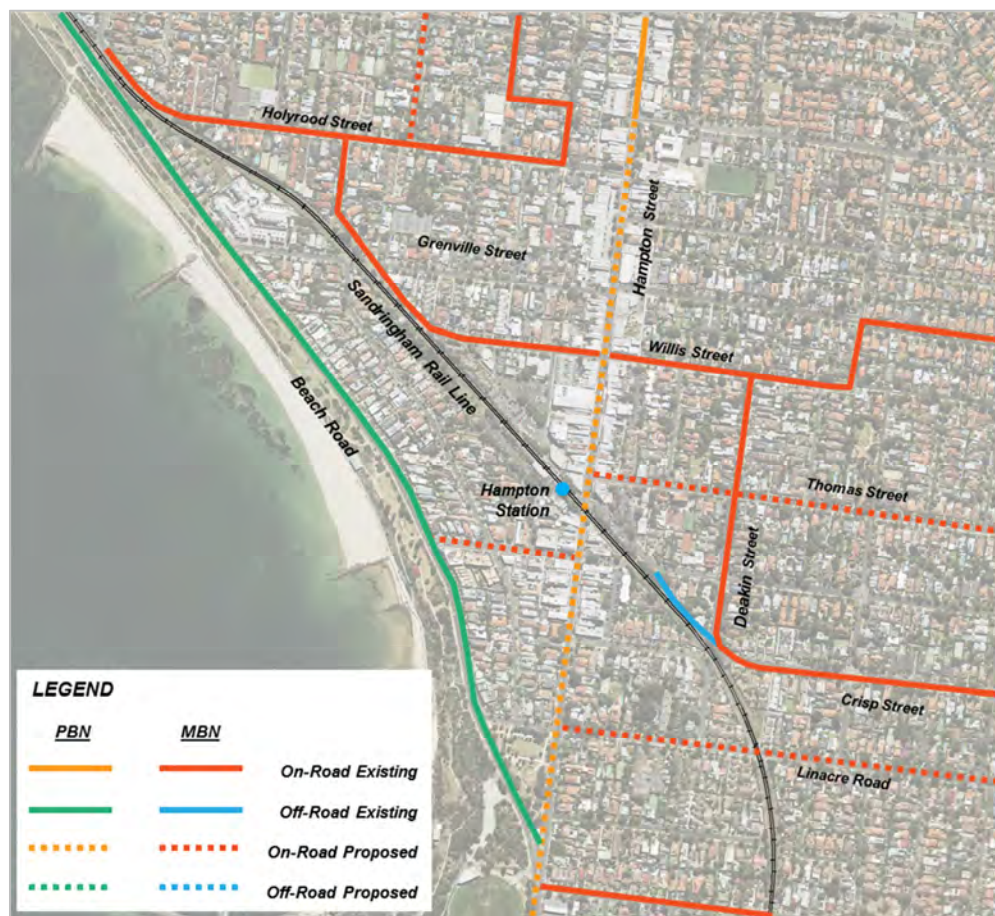 Holyrood Street
Grenville Street
Hampton Street
Sandringham Rail Line
Willis Street
Beach Road
Hampton
Station
Thomas Street
Deakin Street
Crisp Street
Linacre Road
LEGEND
PBN MBN
On-Road Existing
Off-Road Existing
On-Road Proposed
Off-Road Proposed